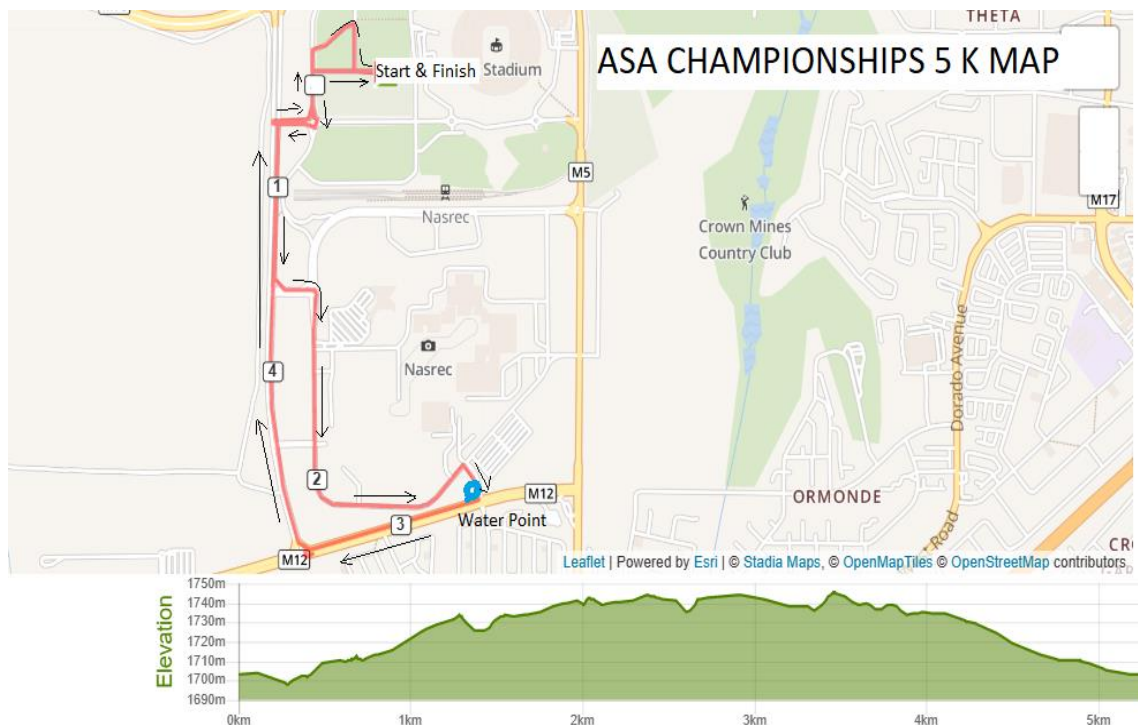 THETA
ASA CHAMPIONSHIPS 5 K MAP
Start & Finish
Stadium
M5
1
Nasrec
M17
Crown Mines
Country Club
4
Nasrec
Dorado Avenue
2
M12
ORMONDE
3
Water Point
Road
M12
CRO
Leaflet | Powered by Esri | © Stadia Maps, © OpenMapTiles © OpenStreetMap contributors
Elevation
1750m
1740m
1730m
1720m
1710m
1700m
1690m
0km
1km
2km
3km
4km
5km